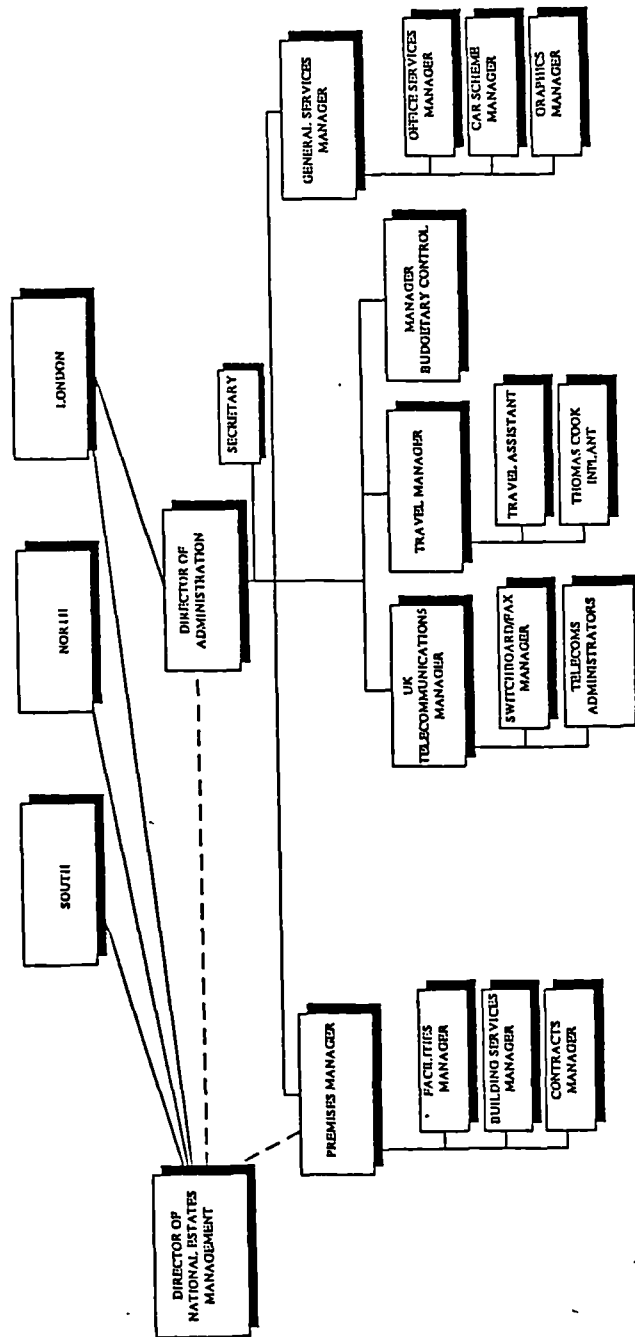 SOUTH
NORTH
LONDON
DIRECTOR OF
NATIONAL ESTATES
MANAGEMENT
DIRECTOR OF
ADMINISTRATION
SECRETARY
PREMISES MANAGER
GENERAL SERVICES
MANAGER
FACILITIES
MANAGER
BUILDING SERVICES
MANAGER
CONTRACTS
MANAGER
UK
TELECOMMUNICATIONS
MANAGER
TRAVEL MANAGER
MANAGER
BUDGETARY CONTROL
SWITCHBOARD/FAX
MANAGER
TELECOMS
ADMINISTRATORS
TRAVEL ASSISTANT
THOMAS COOK
INPLANT
OFFICE SERVICES
MANAGER
CAR SCHEME
MANAGER
GRAPHICS
MANAGER